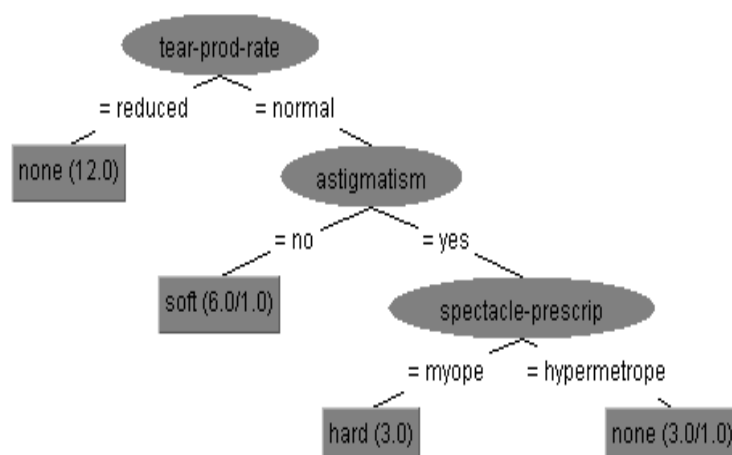 tear-prod-rate
= reduced
= normal
none (12.0)
astigmatism
= no
= yes
soft (6.0/1.0)
spectacle-prescrip
= myope
= hypermetrope
hard (3.0)
none (3.0/1.0)